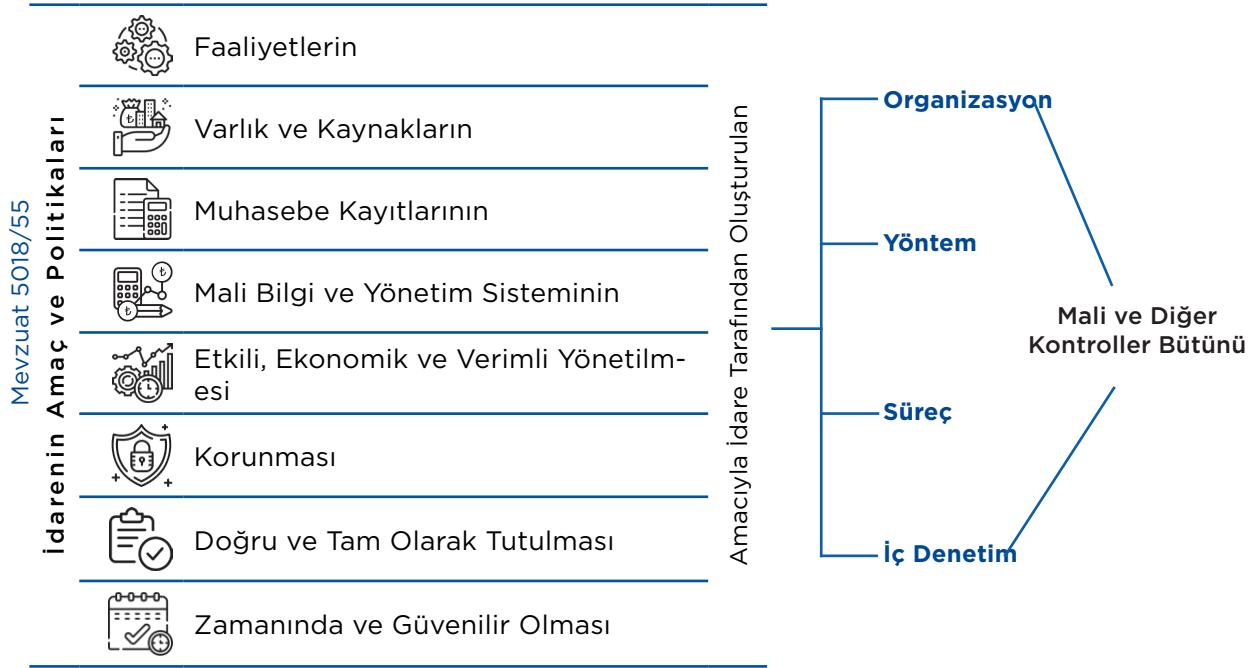 Mevzuat 5018/55
İdarenin Amaç ve Politikaları
Faaliyetlerin
Varlık ve Kaynakların
Muhasebe Kayıtlarının
Mali Bilgi ve Yönetim Sisteminin
Etkili, Ekonomik ve Verimli Yönetilm-
esi
Korunması
Doğru ve Tam Olarak Tutulması
Zamanında ve Güvenilir Olması
Amacıyla İdare Tarafından Oluşturulan
Organizasyon
Yöntem
Süreç
İç Denetim
Mali ve Diğer
Kontroller Bütünü